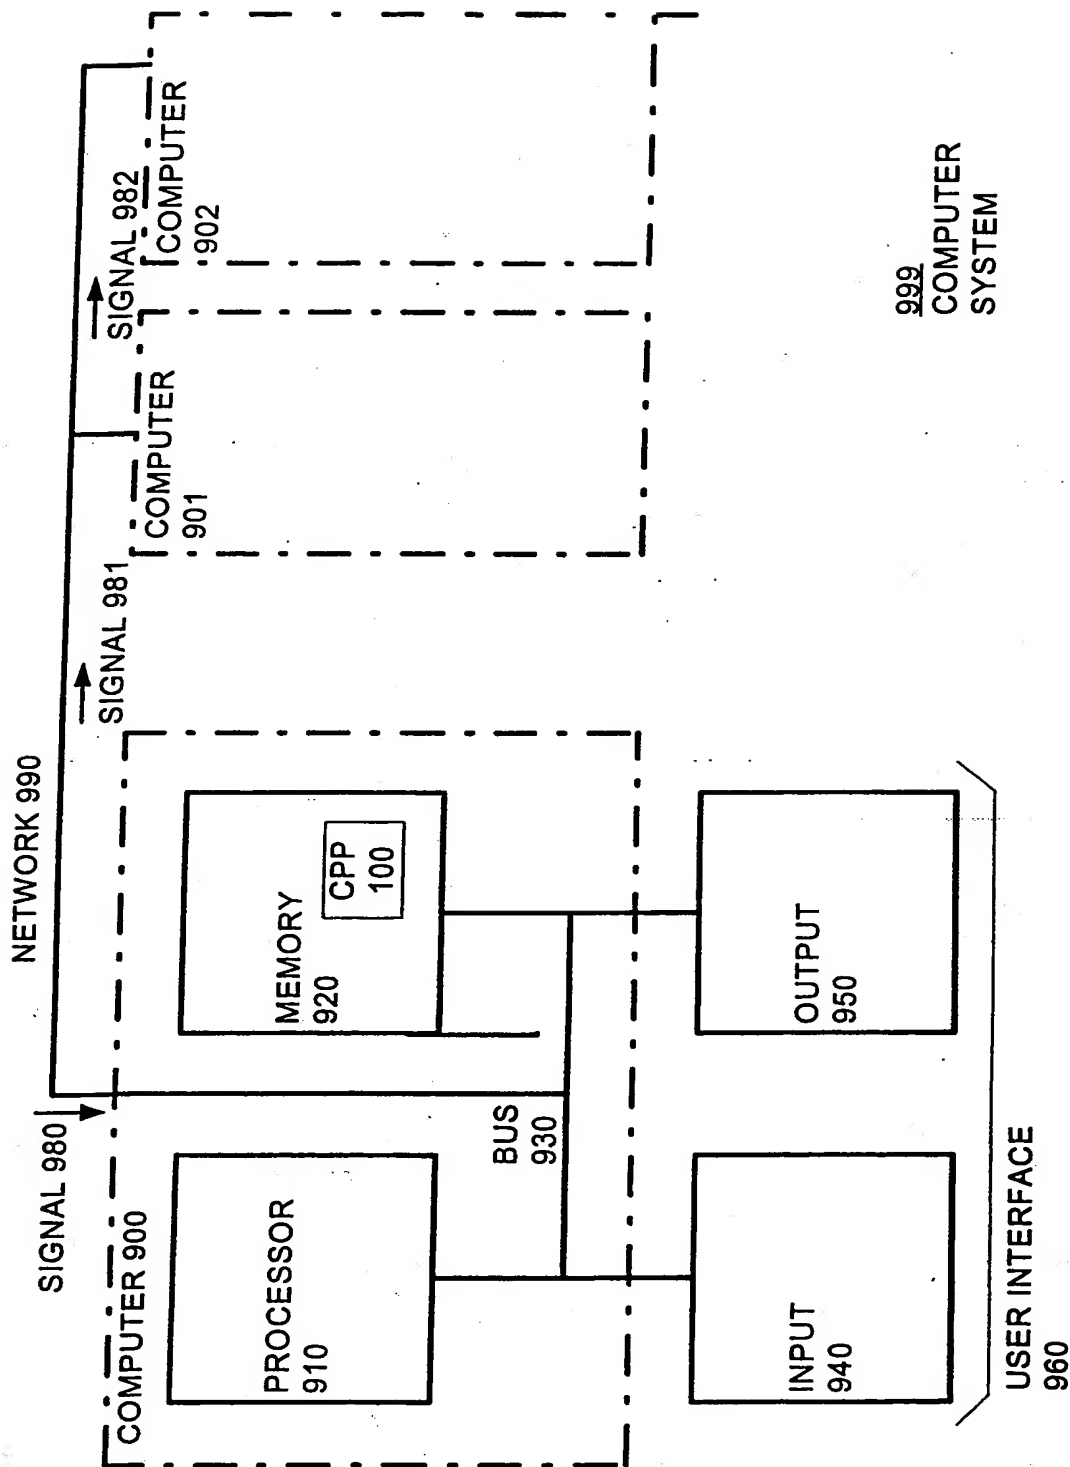 NETWORK 990
SIGNAL 980
SIGNAL 981
SIGNAL 982
COMPUTER 900
COMPUTER
901
COMPUTER
902
PROCESSOR
910
MEMORY
920
CPP
100
BUS
930
INPUT
940
OUTPUT
950
USER INTERFACE
960
999
COMPUTER
SYSTEM